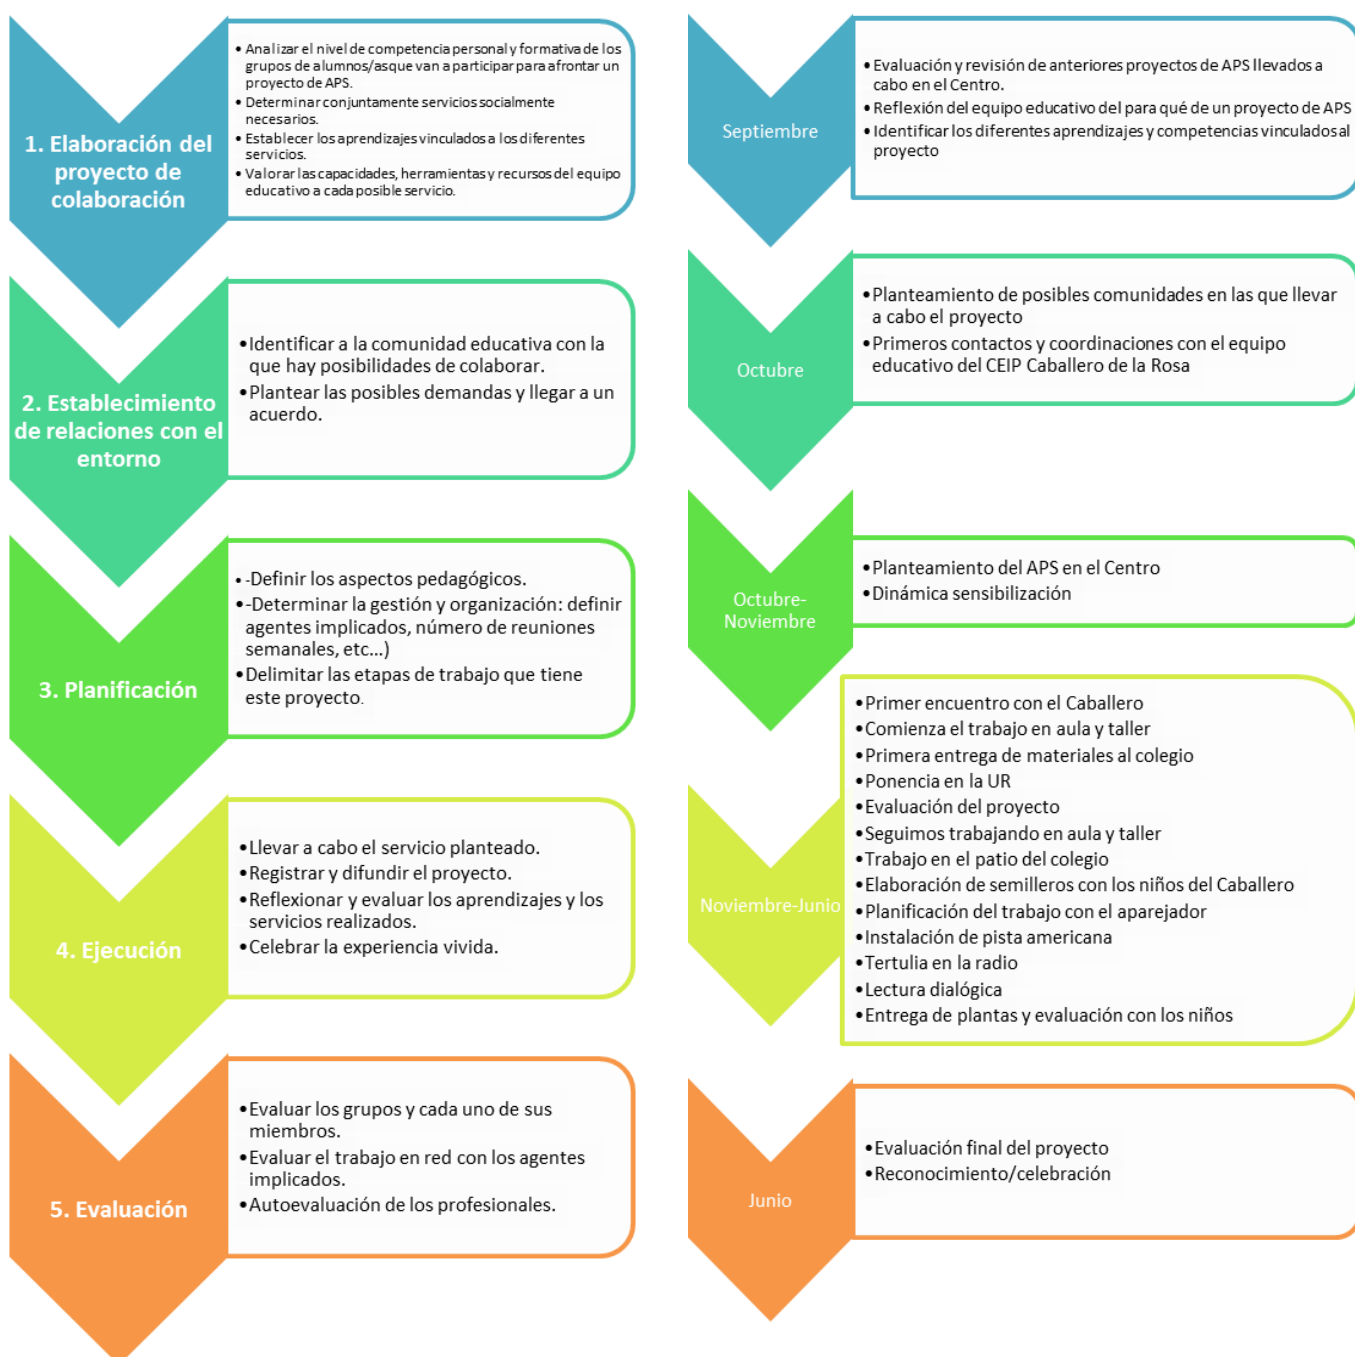 1. Elaboración del
proyecto de
colaboración
• Analizar el nivel de competencia personal y formativa de los
grupos de alumnos/asque van a participar para afrontar un
proyecto de APS.
• Determinar conjuntamente servicios socialmente
necesarios.
• Establecer los aprendizajes vinculados a los diferentes
servicios.
• Valorar las capacidades, herramientas y recursos del equipo
educativo a cada posible servicio.
2. Establecimiento
de relaciones con el
entorno
•Identificar a la comunidad educativa con la
que hay posibilidades de colaborar.
•Plantear las posibles demandas y llegar a un
acuerdo.
3. Planificación
• -Definir los aspectos pedagógicos.
•-Determinar la gestión y organización: definir
agentes implicados, número de reuniones
semanales, etc...)
•Delimitar las etapas de trabajo que tiene
este proyecto.
4. Ejecución
•Llevar a cabo el servicio planteado.
•Registrar y difundir el proyecto.
•Reflexionar y evaluar los aprendizajes y los
servicios realizados.
•Celebrar la experiencia vivida.
5. Evaluación
•Evaluar los grupos y cada uno de sus
miembros.
•Evaluar el trabajo en red con los agentes
implicados.
•Autoevaluación de los profesionales.
Septiembre
•Evaluación y revisión de anteriores proyectos de APS llevados a
cabo en el Centro.
•Reflexión del equipo educativo del para qué de un proyecto de APS
•Identificar los diferentes aprendizajes y competencias vinculados al
proyecto
Octubre
•Planteamiento de posibles comunidades en las que llevar
a cabo el proyecto
•Primeros contactos y coordinaciones con el equipo
educativo del CEIP Caballero de la Rosa
Octubre-
Noviembre
•Planteamiento del APS en el Centro
•Dinámica sensibilización
Noviembre-Junio
•Primer encuentro con el Caballero
•Comienza el trabajo en aula y taller
•Primera entrega de materiales al colegio
•Ponencia en la UR
•Evaluación del proyecto
•Seguimos trabajando en aula y taller
•Trabajo en el patio del colegio
•Elaboración de semilleros con los niños del Caballero
•Planificación del trabajo con el aparejador
•Instalación de pista americana
•Tertulia en la radio
•Lectura dialógica
•Entrega de plantas y evaluación con los niños
Junio
•Evaluación final del proyecto
•Reconocimiento/celebración